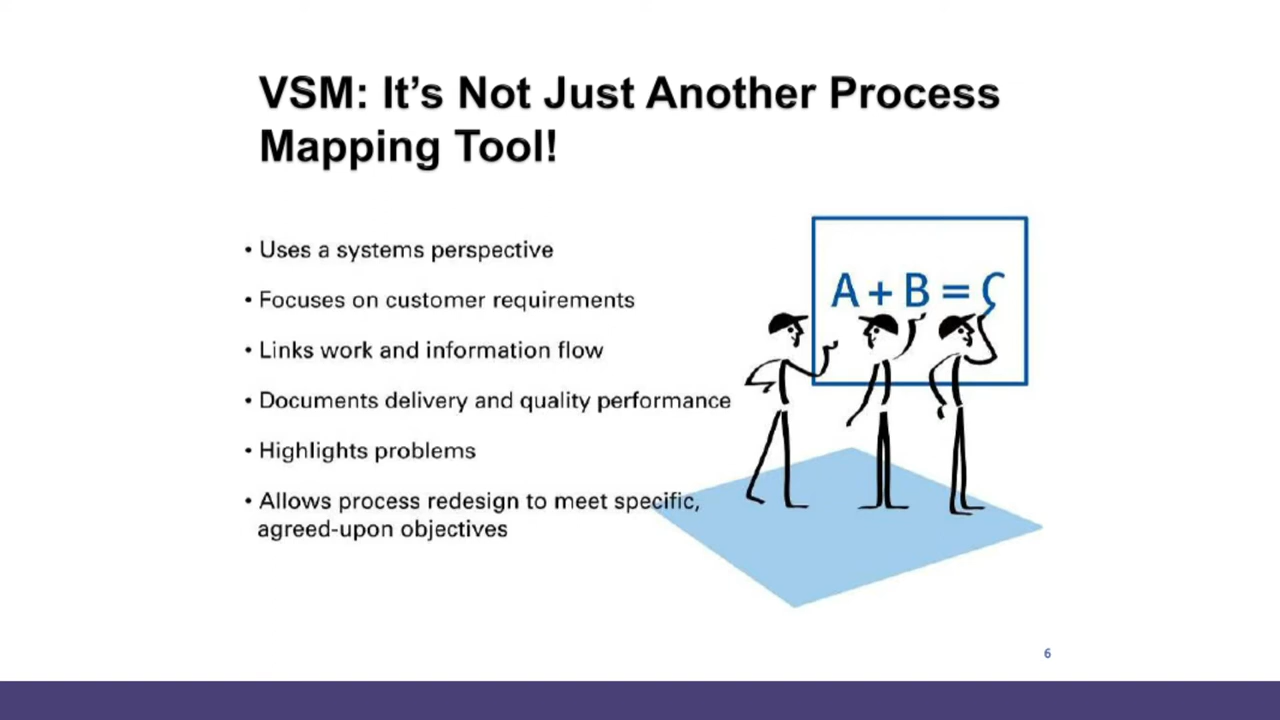 VSM: It’s Not Just Another Process
Mapping Tool!
• Uses a systems perspective
• Focuses on customer requirements
• Links work and information flow
• Documents delivery and quality performance
• Highlights problems
• Allows process redesign to meet specific,
agreed-upon objectives
A + B = C
6